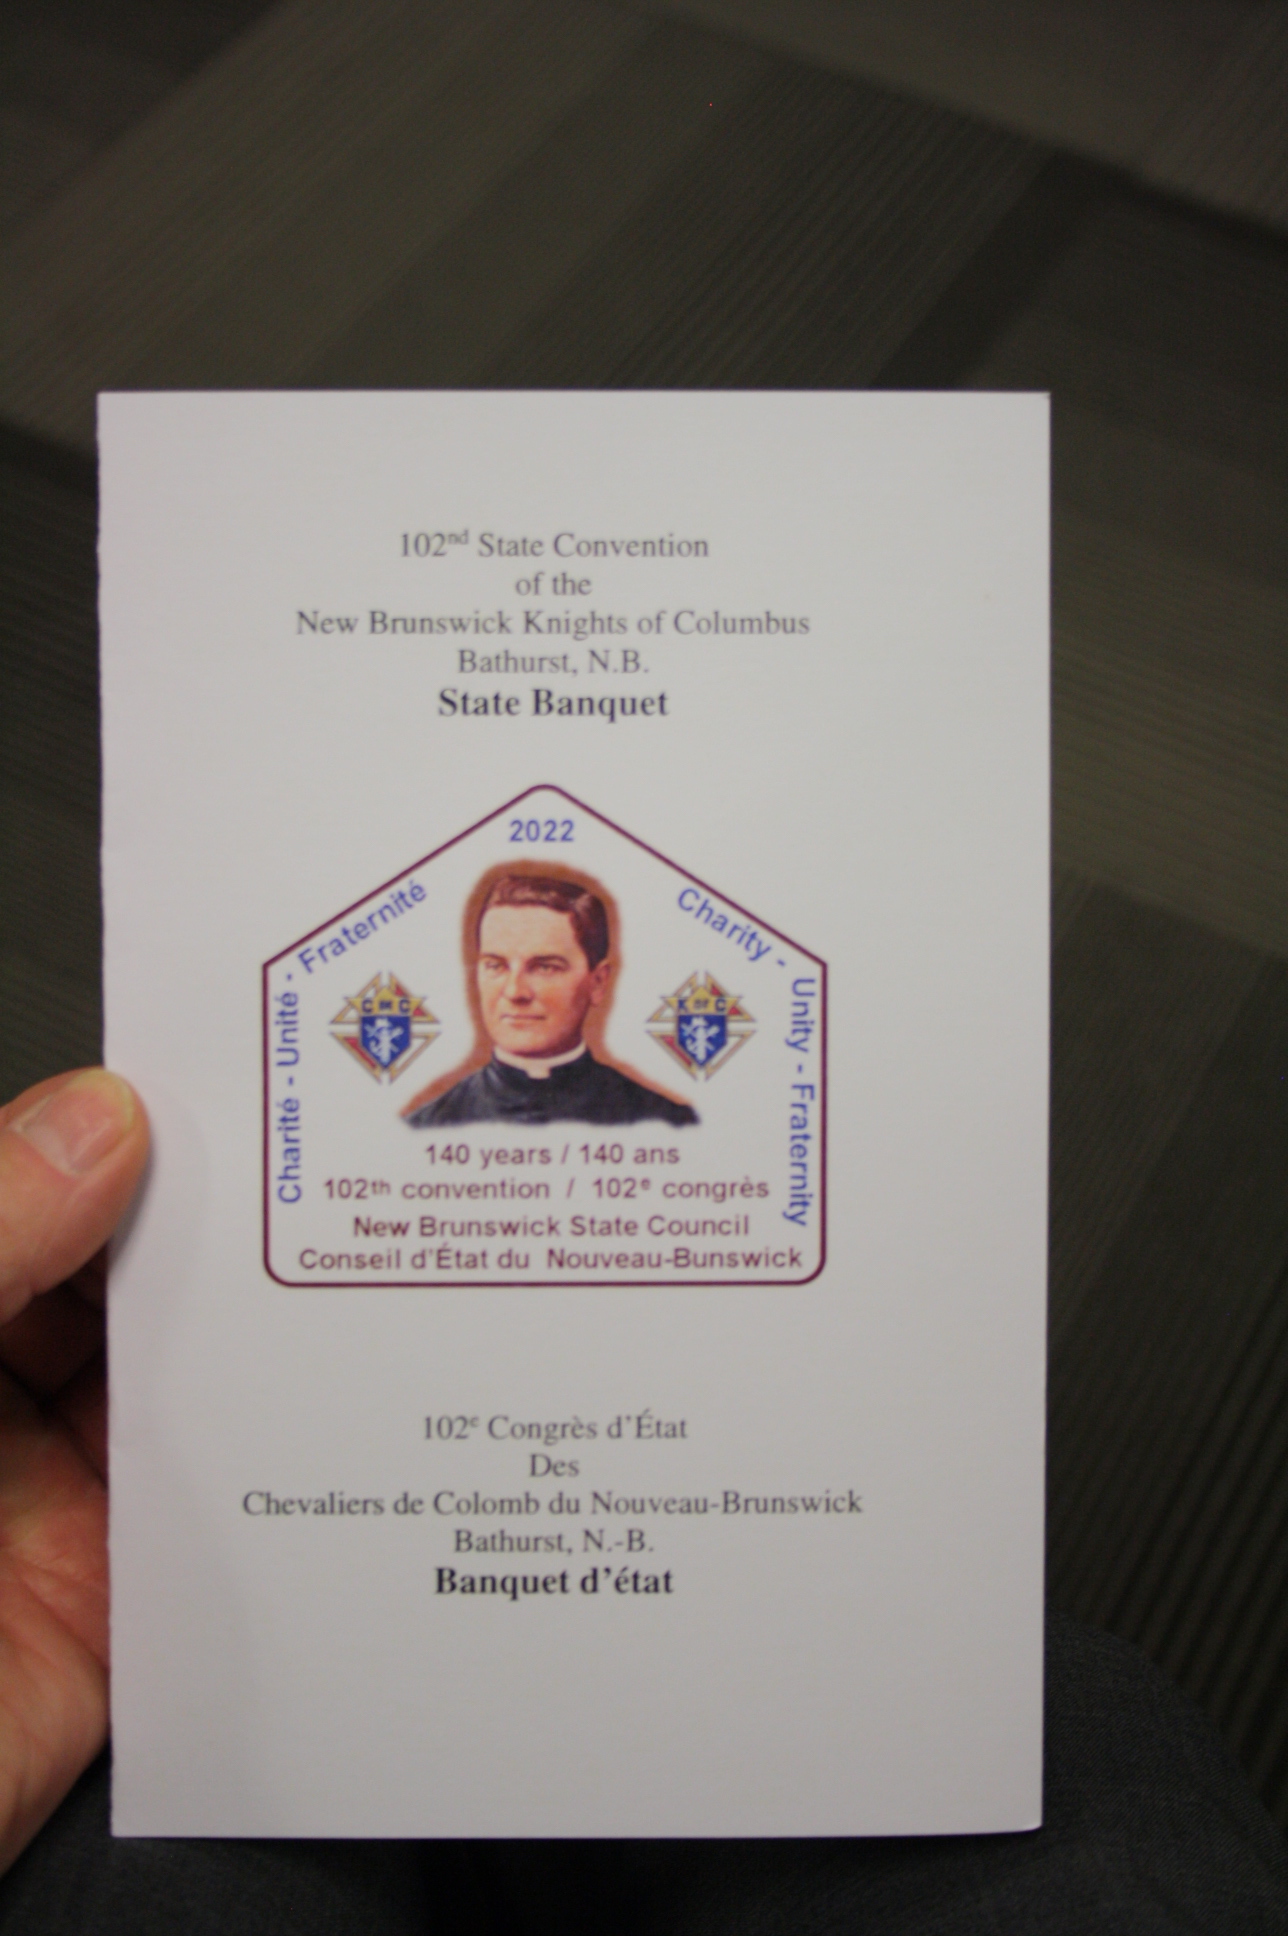 102nd State Convention
of the
New Brunswick Knights of Columbus
Bathurst, N.B.
State Banquet
2022
Charité - Unité - Fraternité
Charity - Unity - Fraternity
C DE C
K OF C
140 years / 140 ans
102th convention / 102e congrès
New Brunswick State Council
Conseil d'État du Nouveau-Bunswick
102e Congrès d'État
Des
Chevaliers de Colomb du Nouveau-Brunswick
Bathurst, N.-B.
Banquet d'état